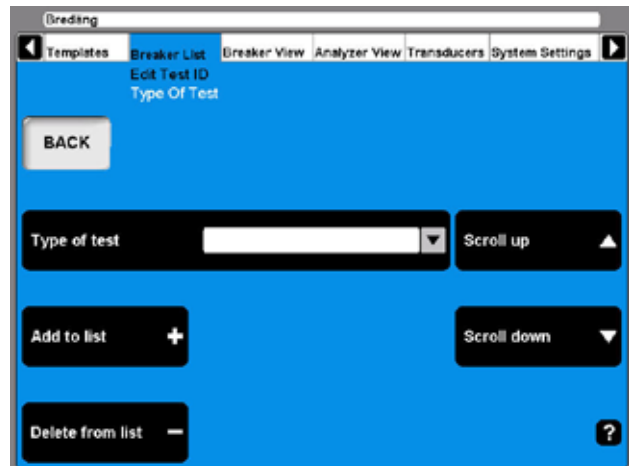 Bredäng
Templates Breaker List Breaker View Analyzer View Transducers System Settings
Edit Test ID
Type Of Test
BACK
Type of test Scroll up
Add to list + Scroll down
Delete from list − ?